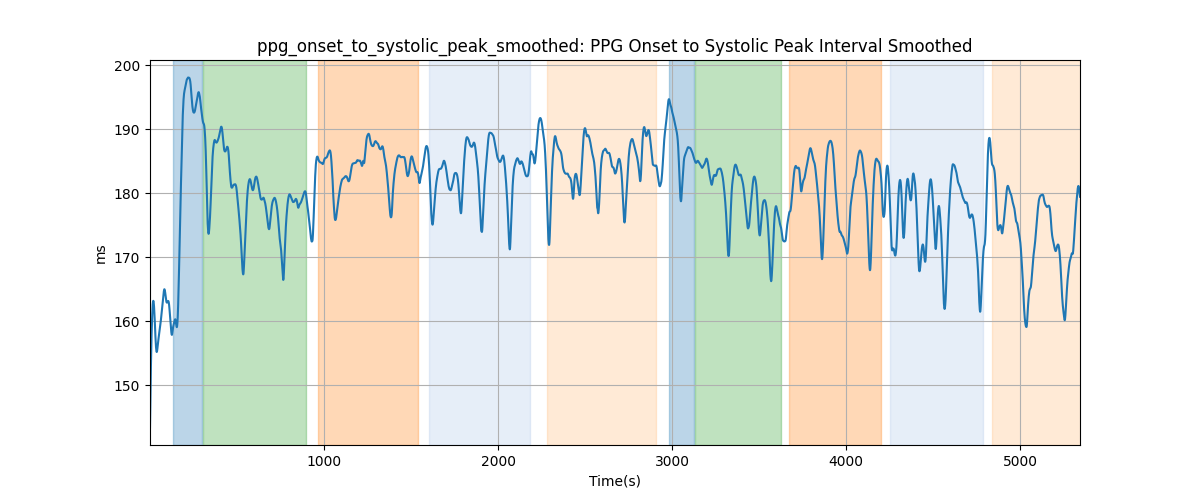 ppg_onset_to_systolic_peak_smoothed: PPG Onset to Systolic Peak Interval Smoothed
200
190
180
170
160
150
ms
1000 2000 3000 4000 5000
Time(s)